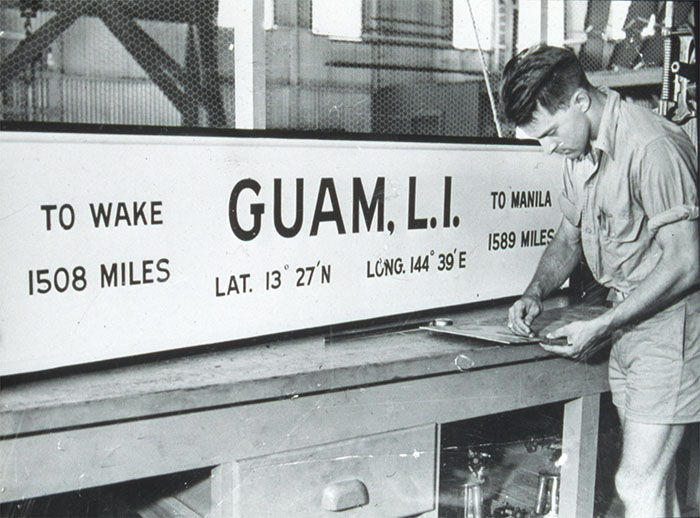 TO WAKE
1508 MILES
GUAM, L.I.
LAT. 13° 27'N LONG. 144° 39'E
TO MANILA
1589 MILES